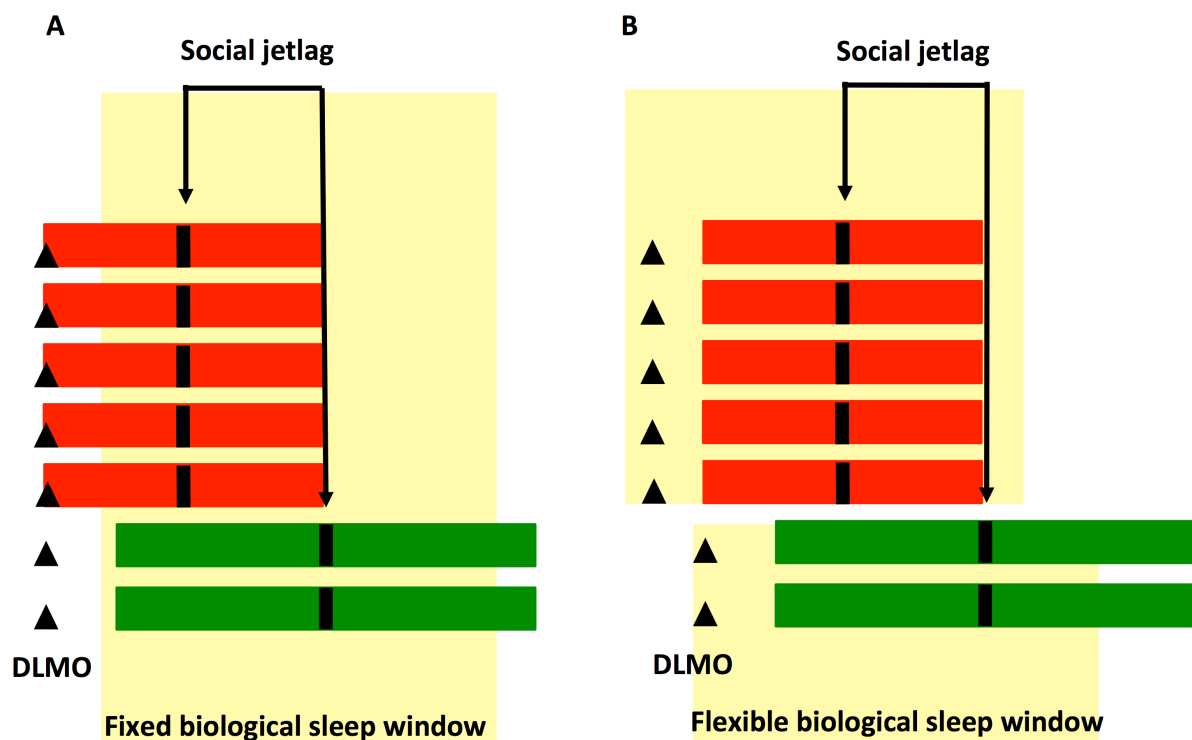 A
Social jetlag
DLMO
Fixed biological sleep window
B
Social jetlag
DLMO
Flexible biological sleep window